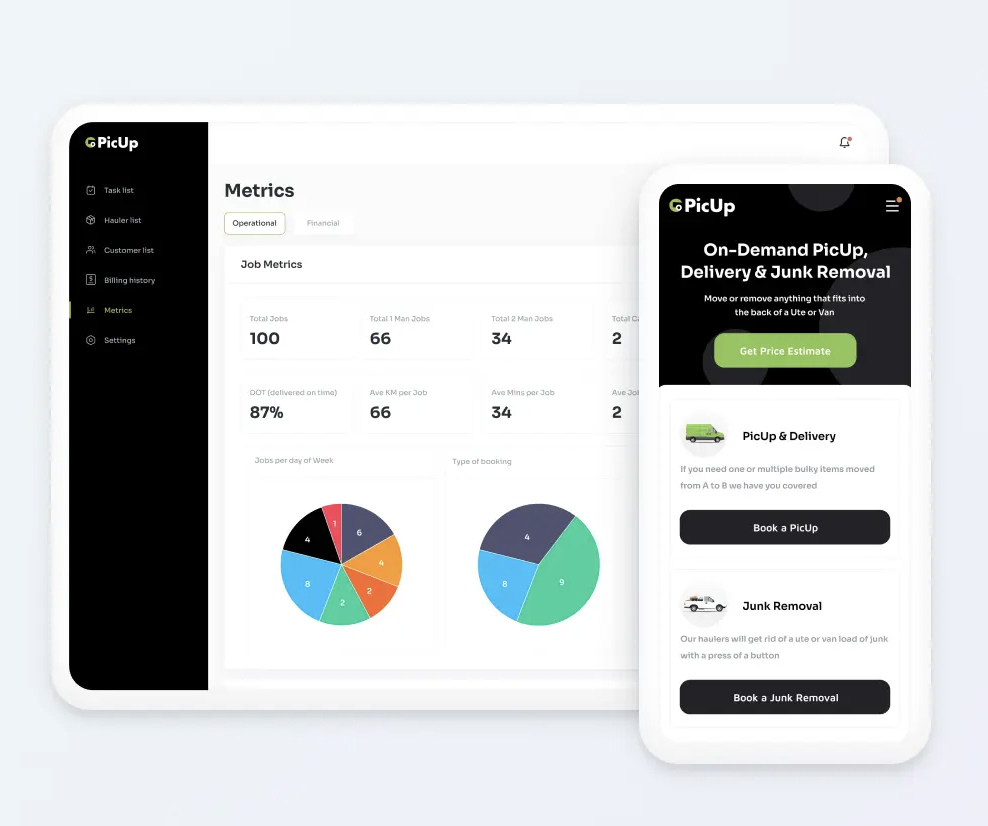 PicUp
Task list
Hauler list
Customer list
Billing history
Metrics
Settings
Metrics
Operational
Financial
Job Metrics
Total Jobs
100
Total 1 Man Jobs
66
Total 2 Man Jobs
34
Total
2
DOT (delivered on time)
87%
Ave KM per Job
66
Ave Mins per Job
34
Ave
2
Jobs per day of Week
1
6
4
4
8
2
2
Type of booking
4
8
9
PicUp
On-Demand PicUp,
Delivery & Junk Removal
Move or remove anything that fits into
the back of a Ute or Van
Get Price Estimate
PicUp & Delivery
If you need one or multiple bulky items moved
from A to B we have you covered
Book a PicUp
Junk Removal
Our haulers will get rid of a ute or van load of junk
with a press of a button
Book a Junk Removal